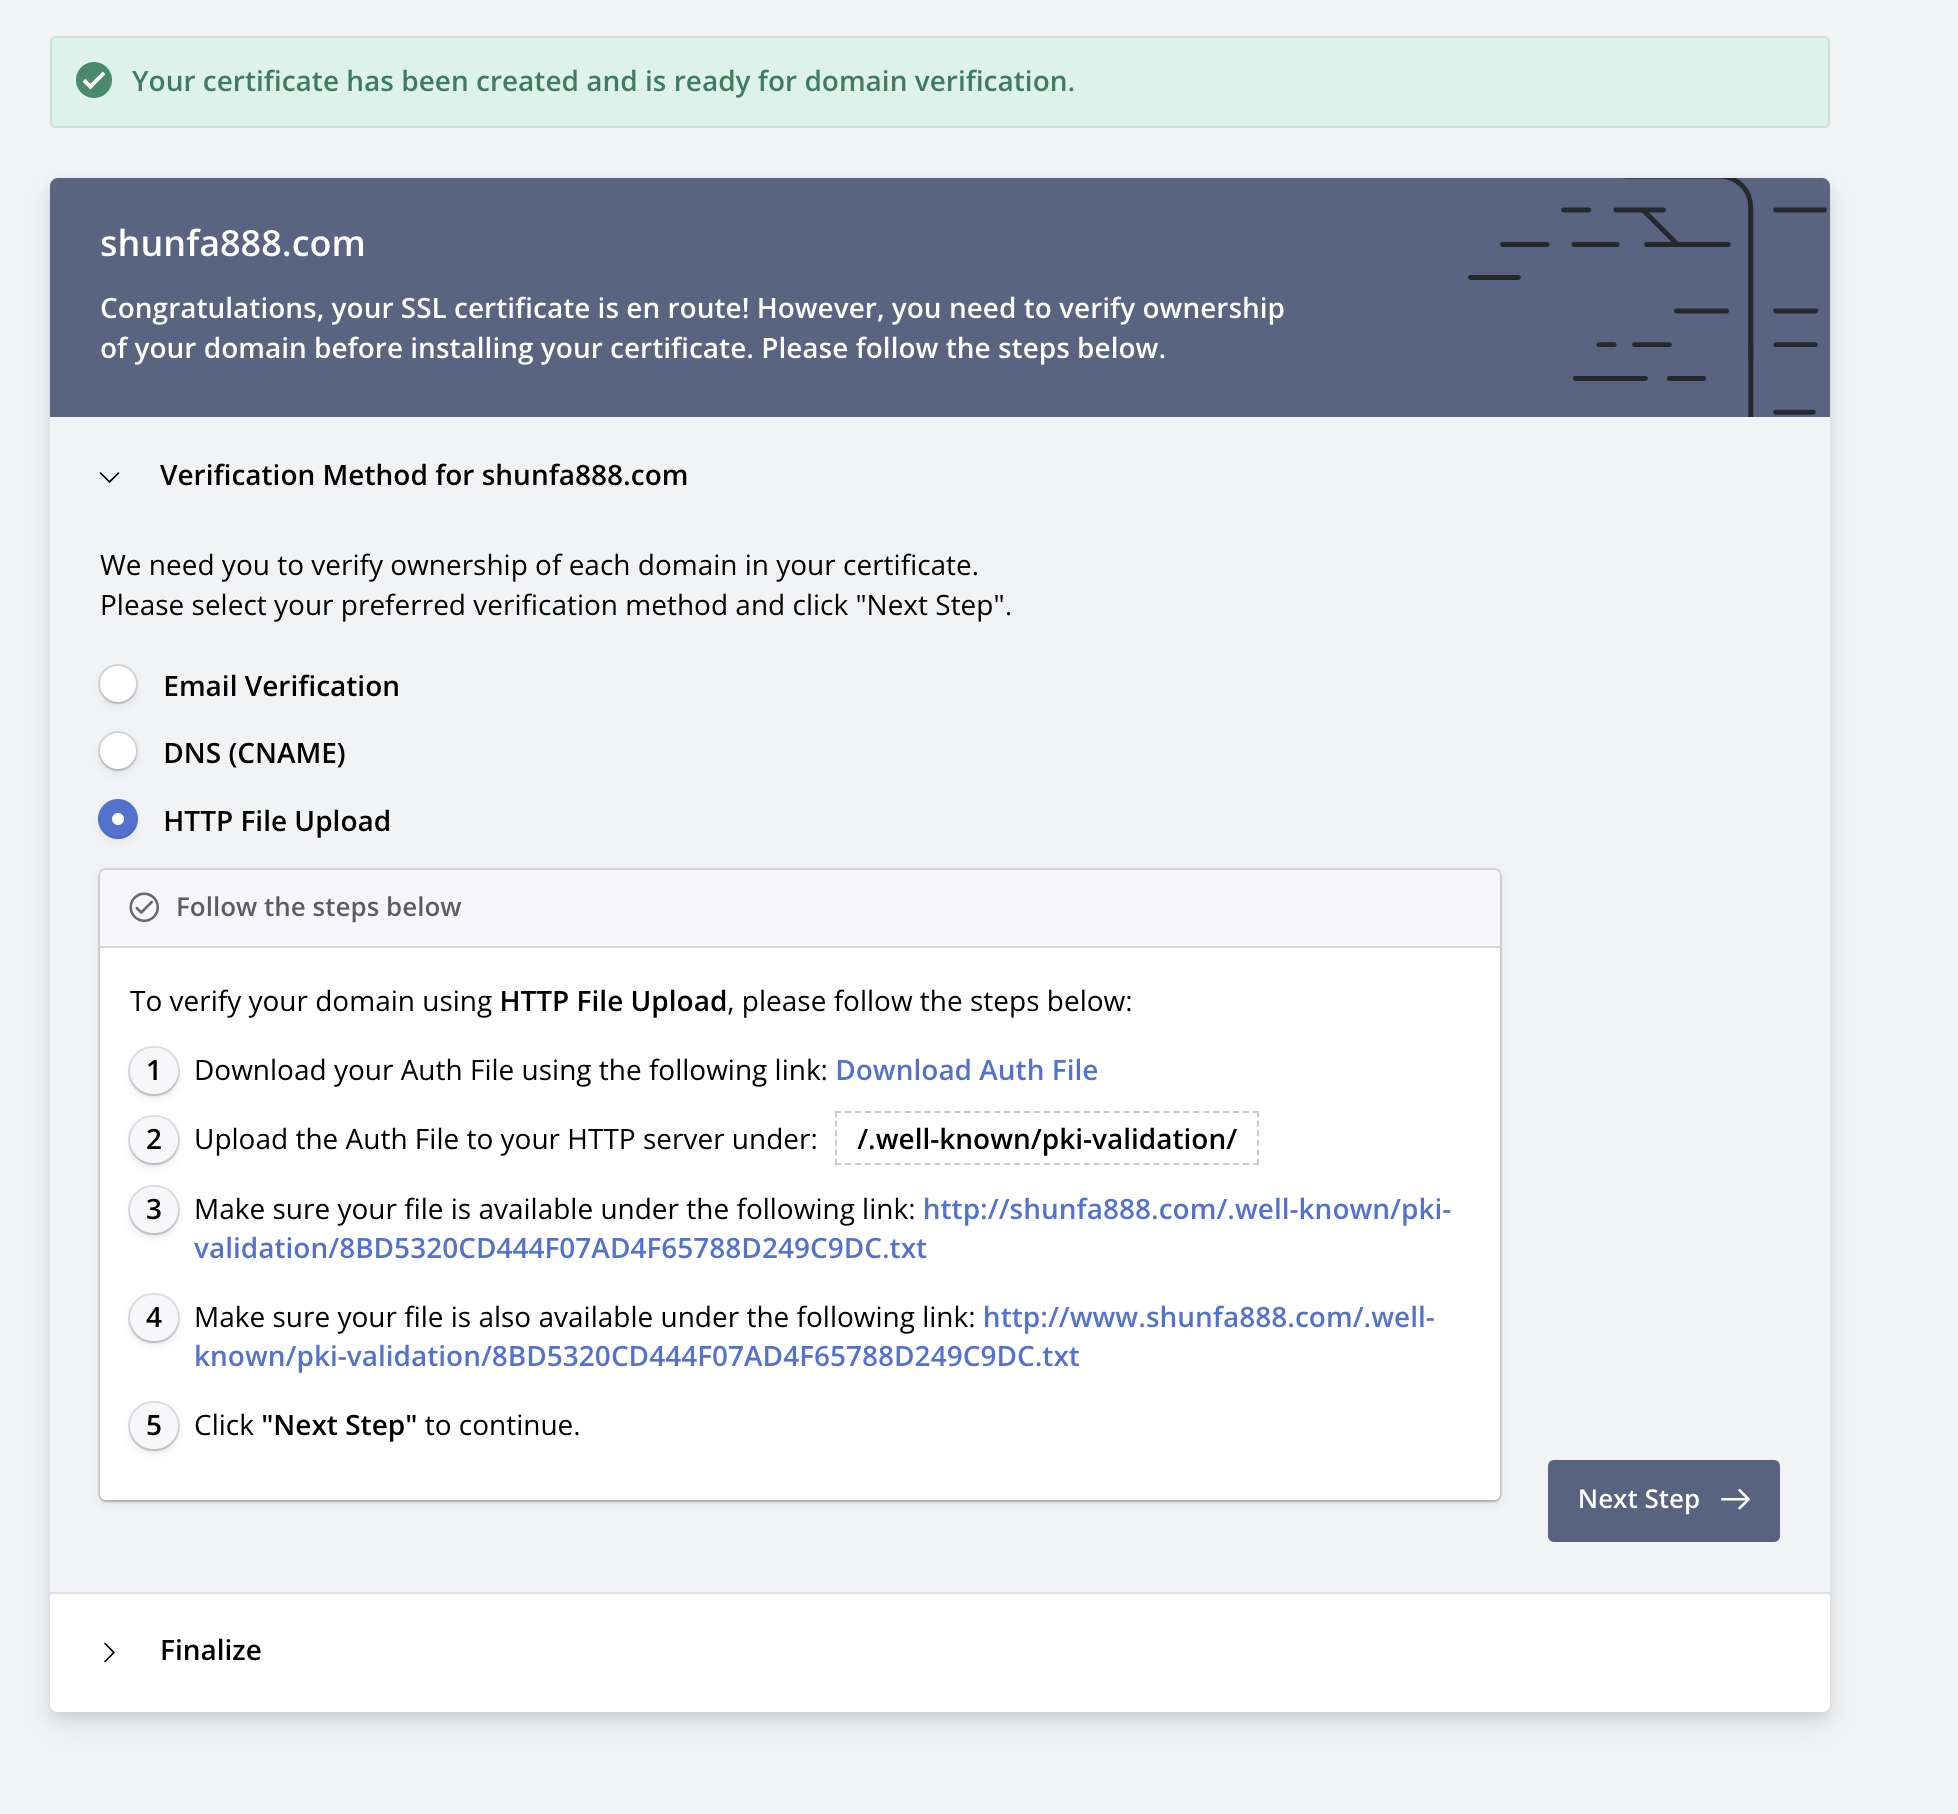 Your certificate has been created and is ready for domain verification.
shunfa888.com
Congratulations, your SSL certificate is en route! However, you need to verify ownership
of your domain before installing your certificate. Please follow the steps below.
Verification Method for shunfa888.com
We need you to verify ownership of each domain in your certificate.
Please select your preferred verification method and click "Next Step".
Email Verification
DNS (CNAME)
HTTP File Upload
Follow the steps below
To verify your domain using HTTP File Upload, please follow the steps below:
1 Download your Auth File using the following link: Download Auth File
2 Upload the Auth File to your HTTP server under: /.well-known/pki-validation/
3 Make sure your file is available under the following link: http://shunfa888.com/.well-known/pki-
validation/8BD5320CD444F07AD4F65788D249C9DC.txt
4 Make sure your file is also available under the following link: http://www.shunfa888.com/.well-
known/pki-validation/8BD5320CD444F07AD4F65788D249C9DC.txt
5 Click "Next Step" to continue.
Next Step
Finalize